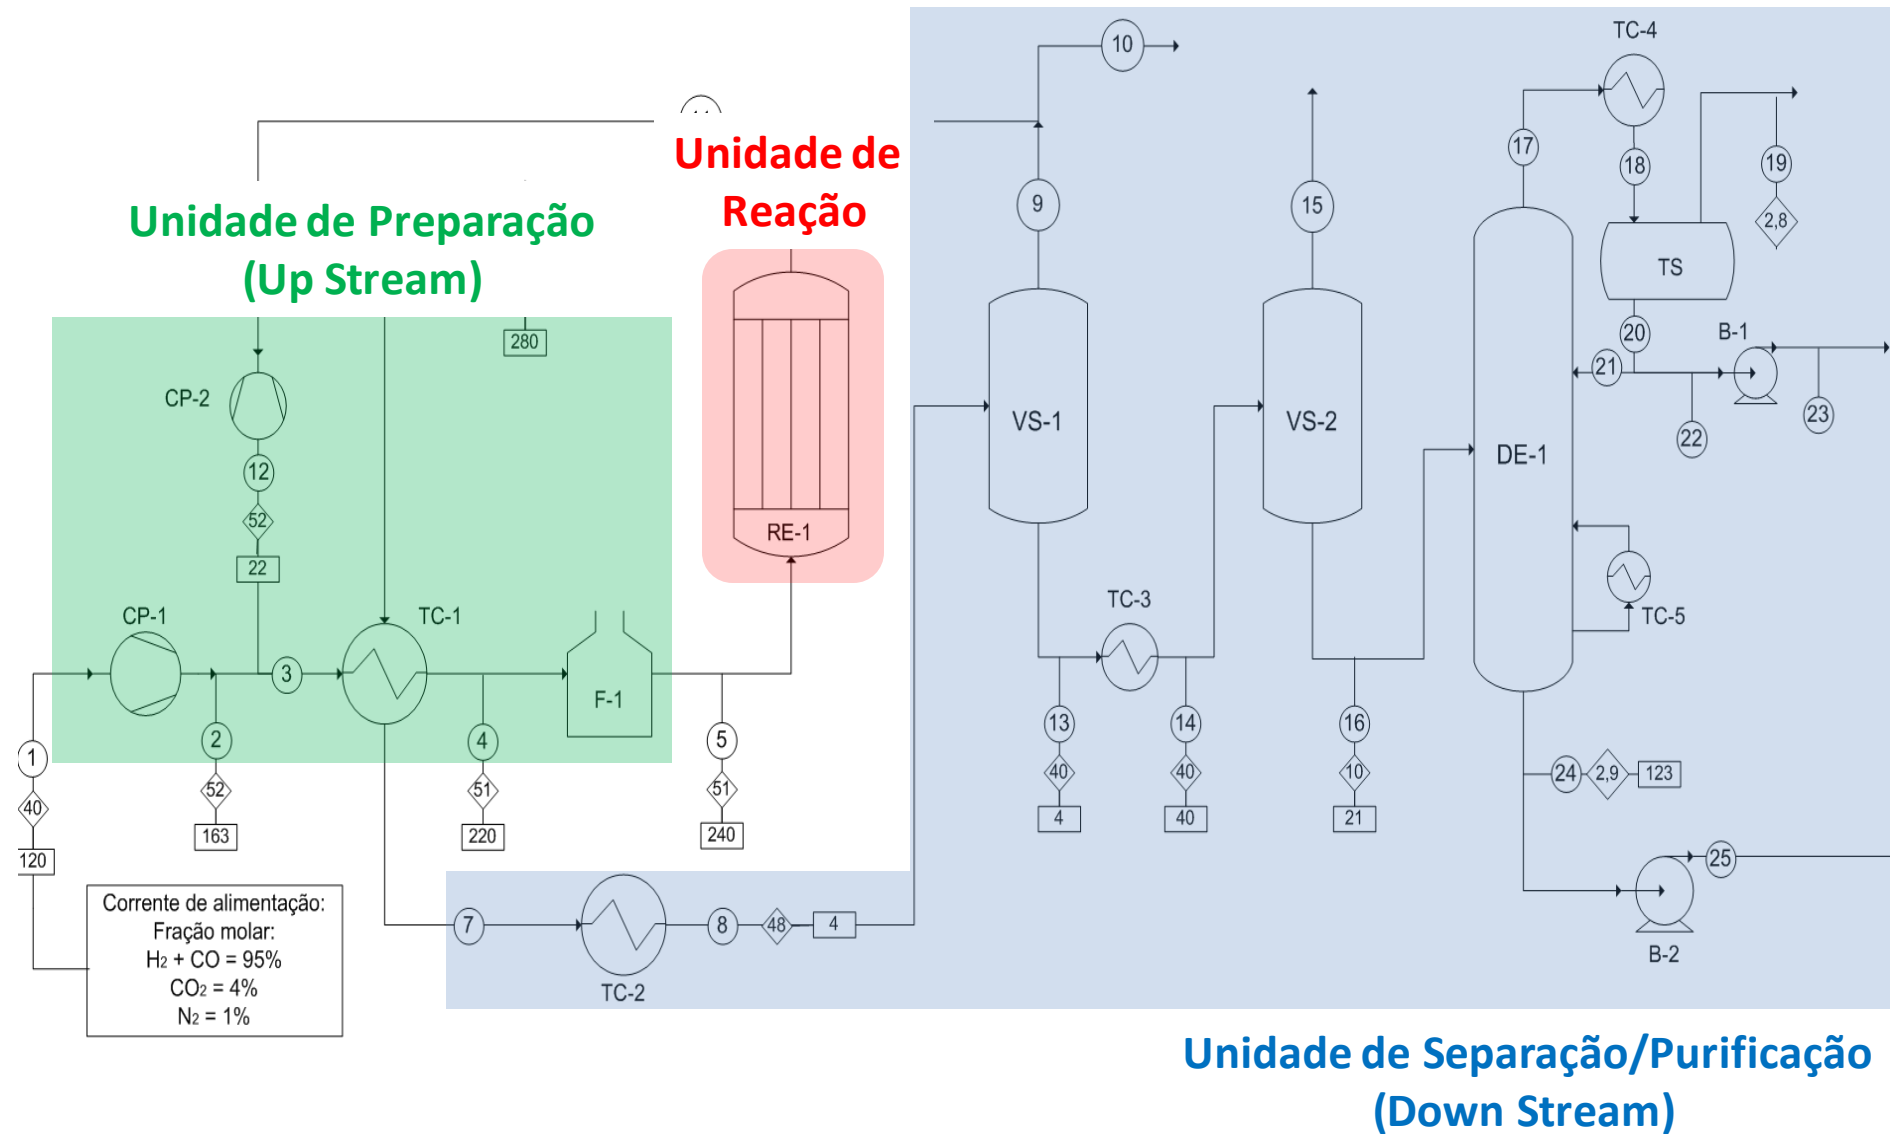 TC-4
10
Unidade de
Reação
17
18
19
2,8
9
15
Unidade de Preparação
(Up Stream)
TS
280
20
B-1
21
CP-2
VS-1
VS-2
DE-1
22
23
12
52
22
RE-1
CP-1
TC-1
TC-3
TC-5
3
F-1
1
2
4
5
13
14
16
24
2,9
123
40
52
51
51
40
40
10
120
163
220
240
4
40
21
25
Corrente de alimentação:
Fração molar:
H₂ + CO = 95%
CO₂ = 4%
N₂ = 1%
7
8
48
4
TC-2
B-2
Unidade de Separação/Purificação
(Down Stream)